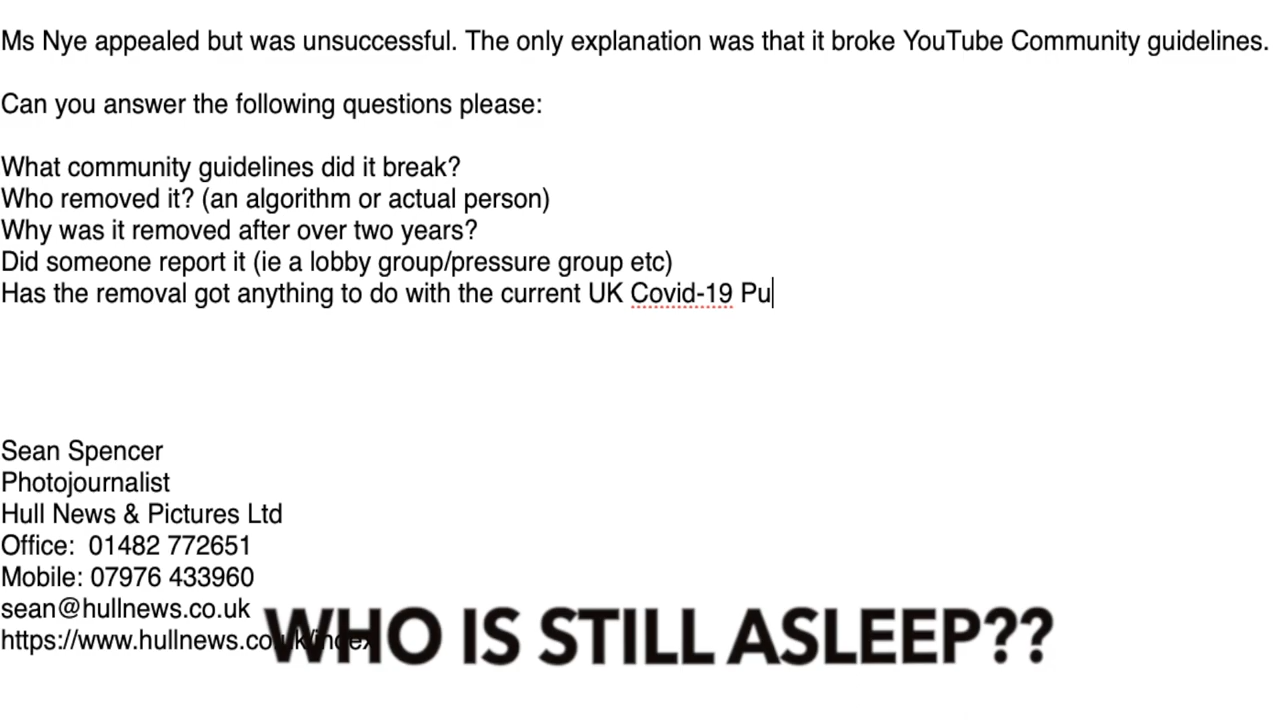 Ms Nye appealed but was unsuccessful. The only explanation was that it broke YouTube Community guidelines.
Can you answer the following questions please:
What community guidelines did it break?
Who removed it? (an algorithm or actual person)
Why was it removed after over two years?
Did someone report it (ie a lobby group/pressure group etc)
Has the removal got anything to do with the current UK Covid-19 Pu
Sean Spencer
Photojournalist
Hull News & Pictures Ltd
Office:  01482 772651
Mobile: 07976 433960
sean@hullnews.co.uk
https://www.hullnews.co.uk/index
WHO IS STILL ASLEEP??